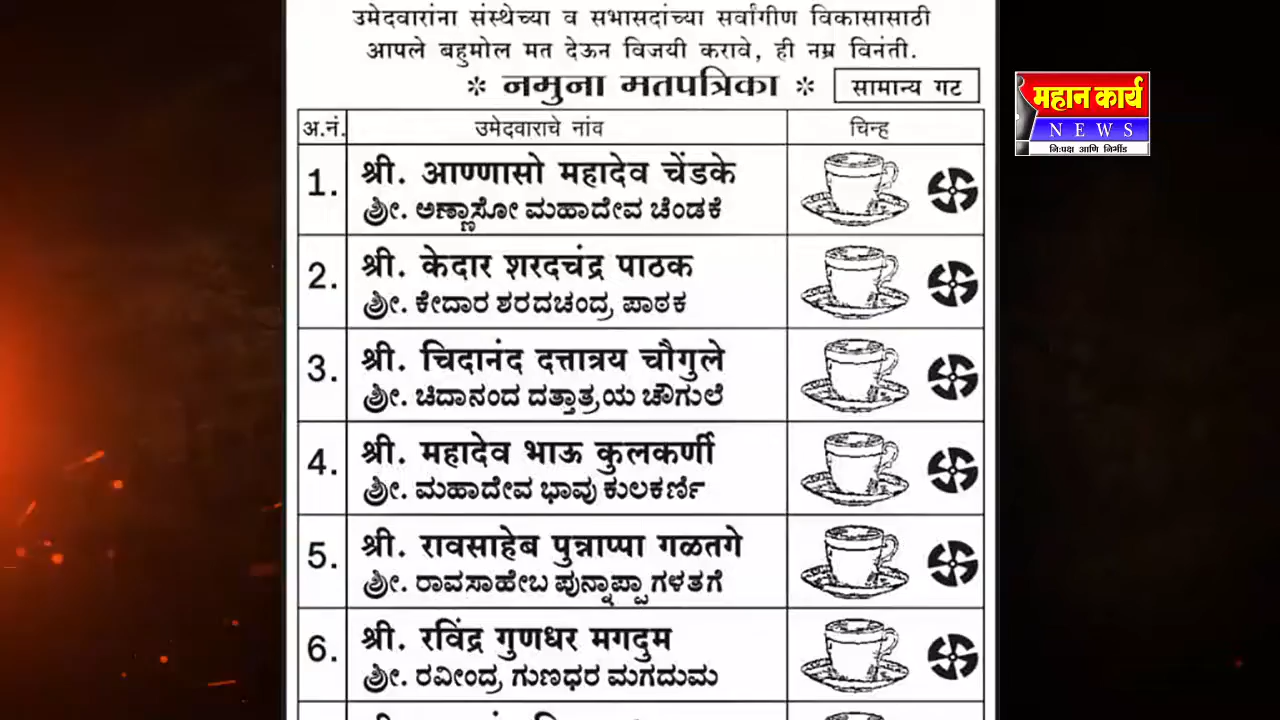 उमेदवारांना संस्थेच्या व सभासदांच्या सर्वांगीण विकासासाठी
आपले बहुमोल मत देऊन विजयी करावे, ही नम्र विनंती.
✻ नमुना मतपत्रिका ✻ सामान्य गट
महान कार्य
NEWS
नि:पक्ष आणि निर्भीड
अ.नं. उमेदवाराचे नांव चिन्ह
1. श्री. आण्णासो महादेव चेंडके
ಶ್ರೀ. ಅಣ್ಣಾಸೋ ಮಹಾದೇವ ಚೆಂಡಕೆ
2. श्री. केदार शरदचंद्र पाठक
ಶ್ರೀ. ಕೇದಾರ ಶರದಚಂದ್ರ ಪಾಠಕ
3. श्री. चिदानंद दत्तात्रय चौगुले
ಶ್ರೀ. ಚಿದಾನಂದ ದತ್ತಾತ್ರಯ ಚೌಗುಲೆ
4. श्री. महादेव भाऊ कुलकर्णी
ಶ್ರೀ. ಮಹಾದೇವ ಭಾವು ಕುಲಕರ್ಣಿ
5. श्री. रावसाहेब पुन्नाप्पा गळतगे
ಶ್ರೀ. ರಾವಸಾಹೇಬ ಪುನ್ನಾಪ್ಪಾ ಗಳತಗೆ
6. श्री. रविंद्र गुणधर मगदुम
ಶ್ರೀ. ರವೀಂದ್ರ ಗುಣಧರ ಮಗದುಮ